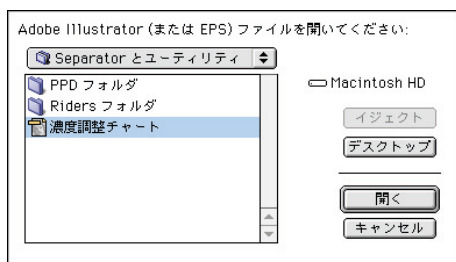 Adobe Illustrator (または EPS) ファイルを開いてください:
Separator とユーティリティ
PPD フォルダ
Riders フォルダ
濃度調整チャート
Macintosh HD
イジェクト
デスクトップ
開く
キャンセル